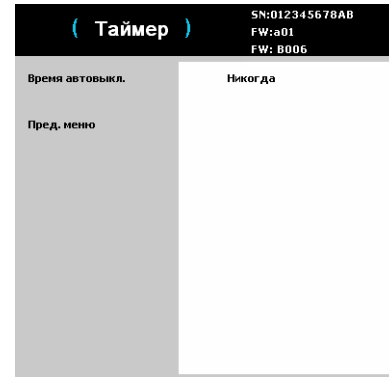 ( Таймер )
SN:012345678AB
FW:a01
FW: B006
Время автовыкл.
Никогда
Пред. меню